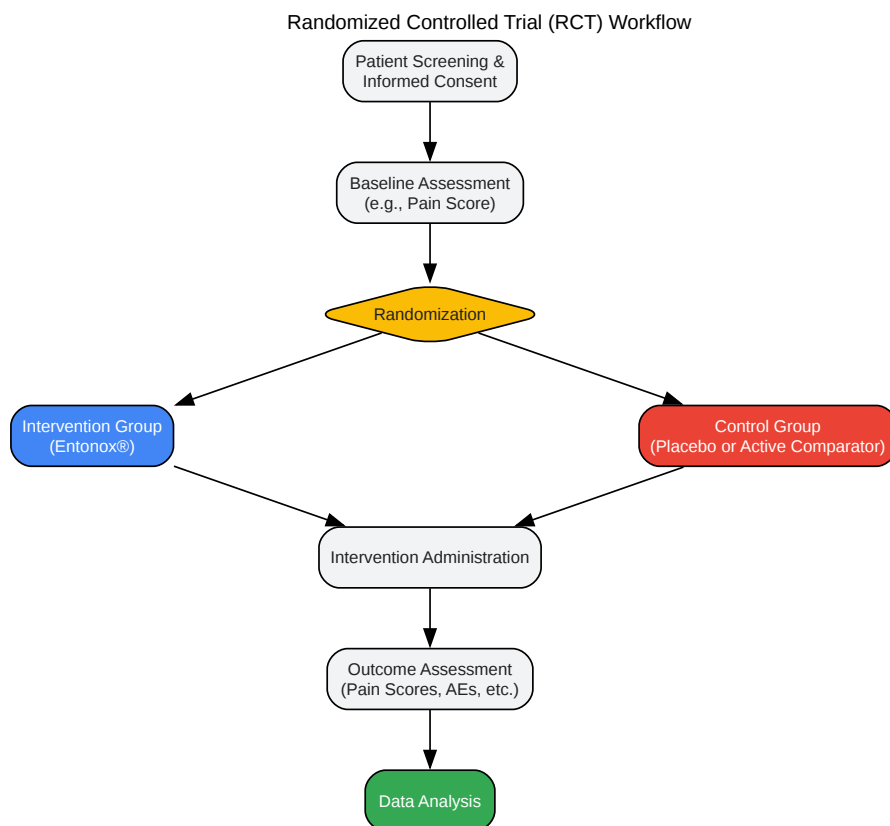 Randomized Controlled Trial (RCT) Workflow
Patient Screening &
Informed Consent
Baseline Assessment
(e.g., Pain Score)
Randomization
Intervention Group
(Entonox®)
Control Group
(Placebo or Active Comparator)
Intervention Administration
Outcome Assessment
(Pain Scores, AEs, etc.)
Data Analysis